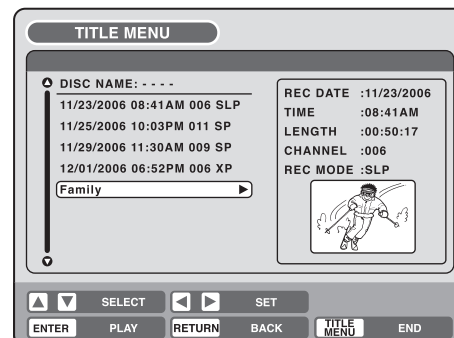 TITLE MENU
DISC NAME: - - - -
11/23/2006 08:41AM 006 SLP
11/25/2006 10:03PM 011 SP
11/29/2006 11:30AM 009 SP
12/01/2006 06:52PM 006 XP
Family
REC DATE :11/23/2006
TIME :08:41AM
LENGTH :00:50:17
CHANNEL :006
REC MODE :SLP
SELECT SET
ENTER PLAY RETURN BACK TITLE MENU END